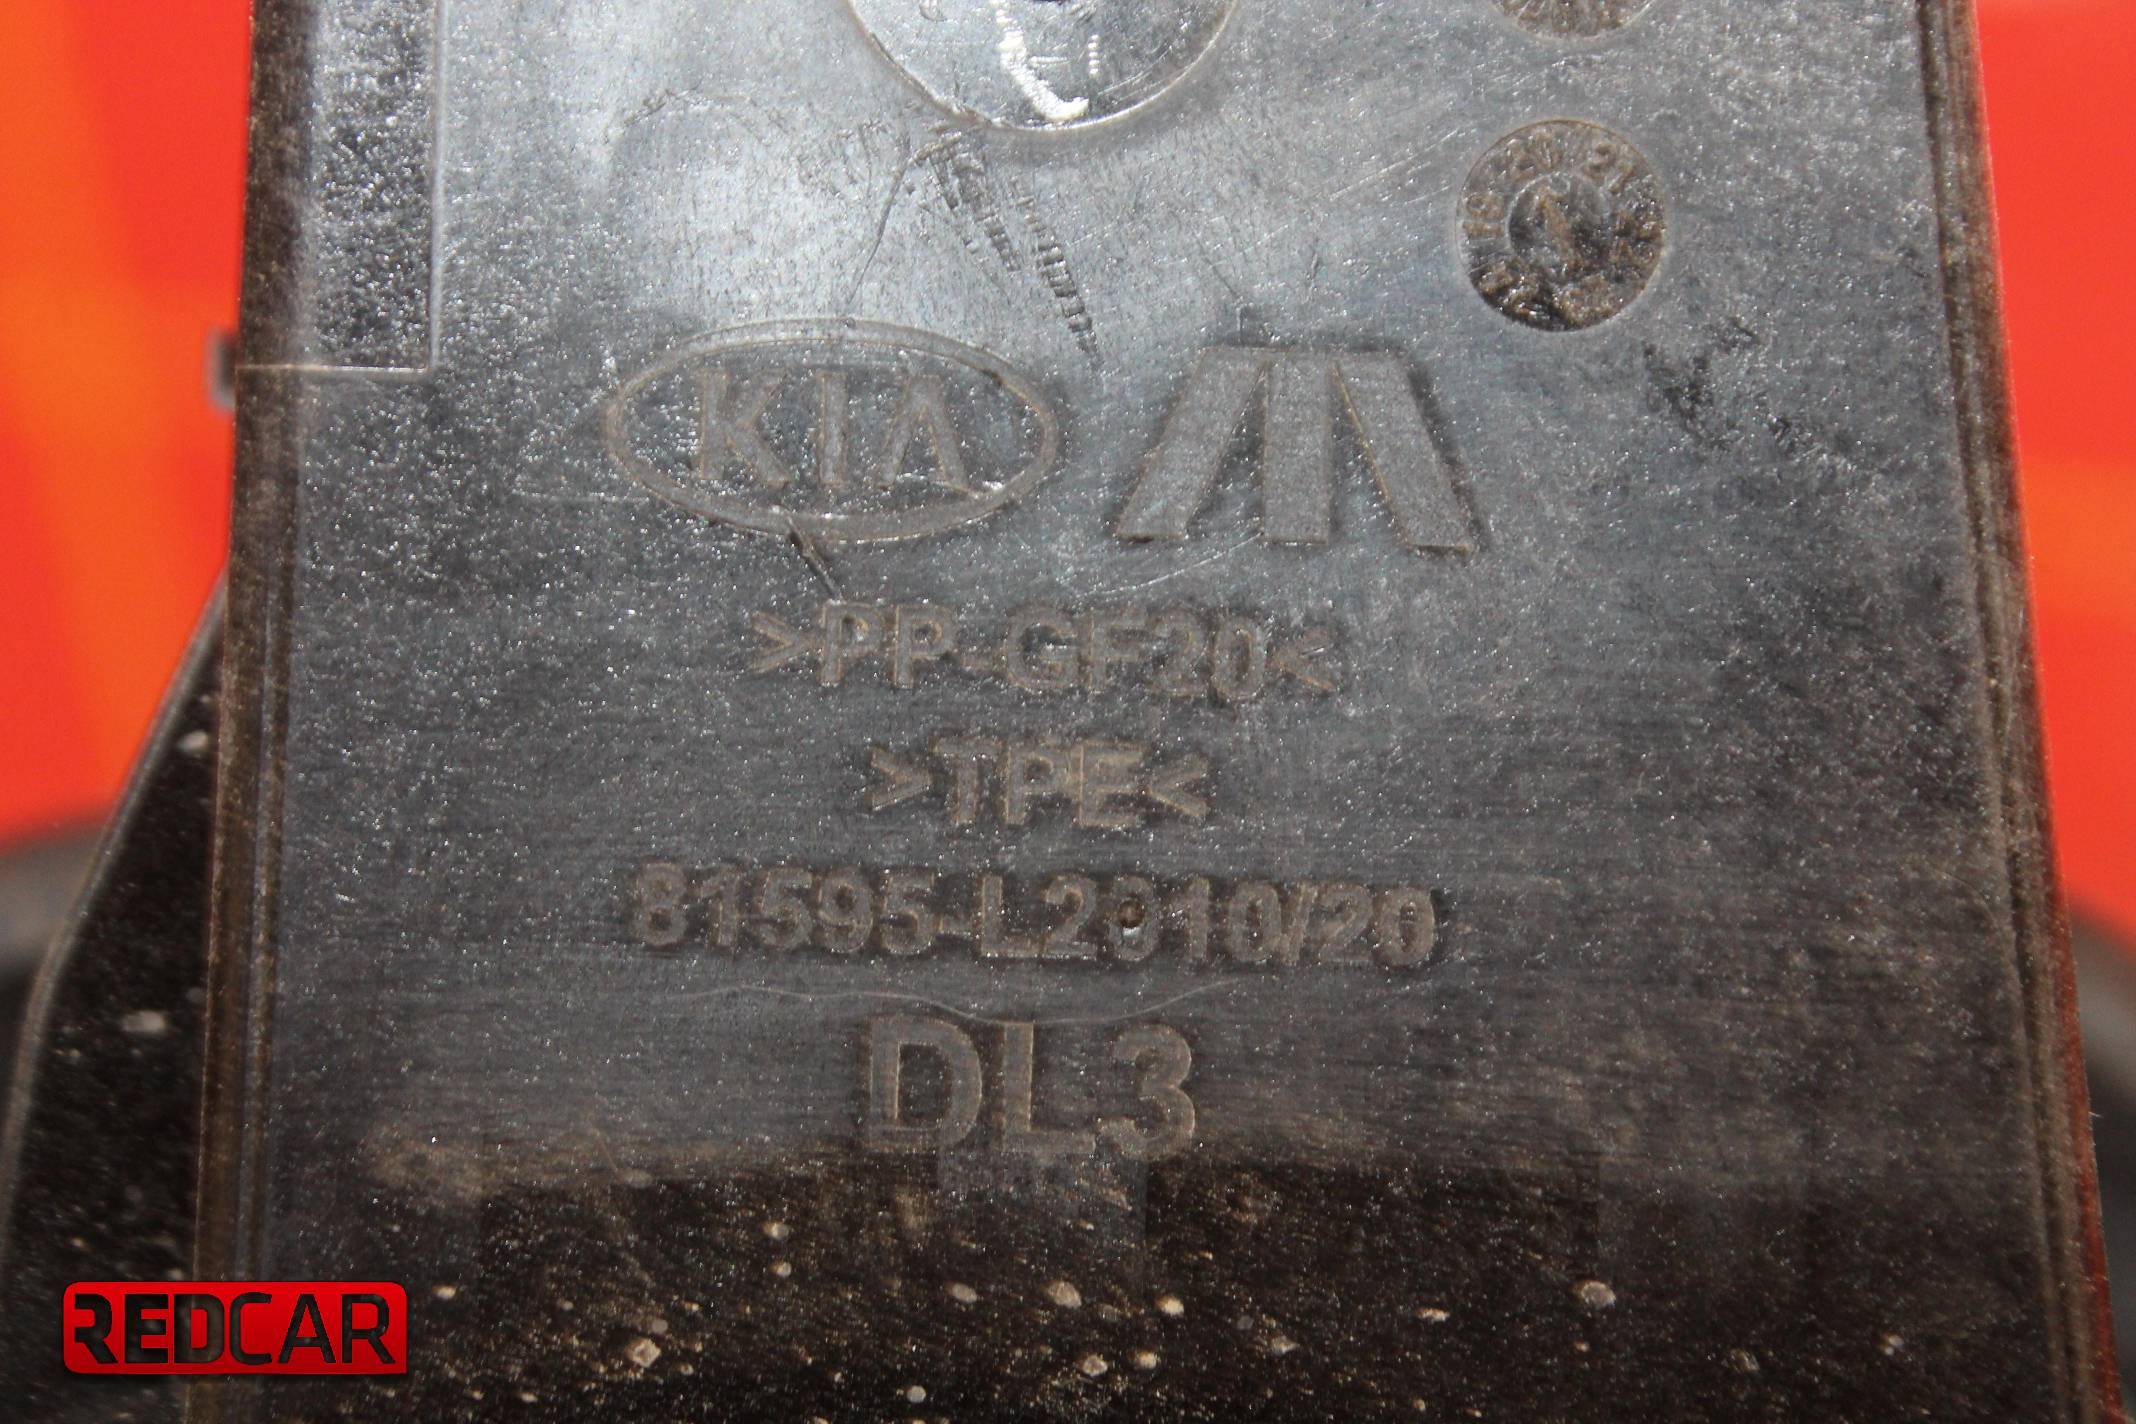 KIA
>PP-GF20<
>TPE<
81595-L2010/20
DL3
REDCAR